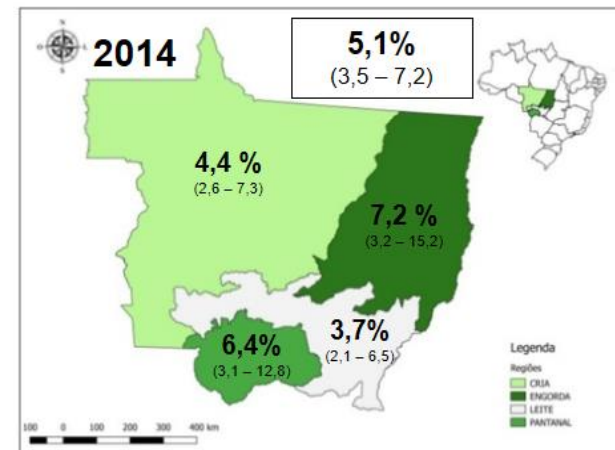 N
O
L
S
2014
5,1%
(3,5 – 7,2)
4,4 %
(2,6 – 7,3)
7,2 %
(3,2 – 15,2)
3,7%
(2,1 – 6,5)
6,4%
(3,1 – 12,8)
Legenda
Regiões
CRIA
ENGORDA
LEITE
PANTANAL
100 0 100 200 300 400 km